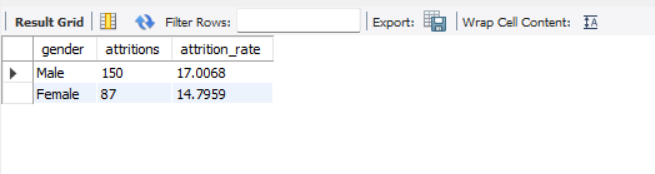 Result Grid Filter Rows: Export: Wrap Cell Content: IA
gender attritions attrition_rate
Male 150 17.0068
Female 87 14.7959